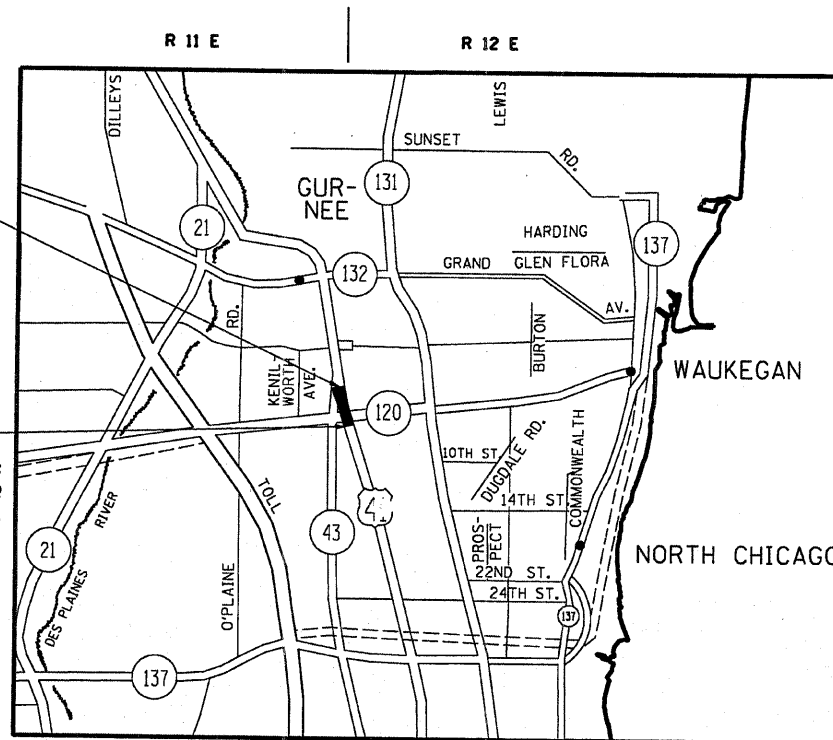 R 11 E
R 12 E
DILLEYS
LEWIS
SUNSET
RD.
131
GUR-
NEE
21
HARDING
137
132
GRAND
GLEN FLORA
RD.
AV.
KENIL-
WORTH
AVE.
BURTON
WAUKEGAN
120
10TH ST.
DUGDALE RD.
COMMONWEALTH
TOLL
14TH ST.
41
43
RIVER
21
PROS-
PECT
NORTH CHICAGO
22ND ST.
24TH ST.
DES PLAINES
O'PLAINE
137
137